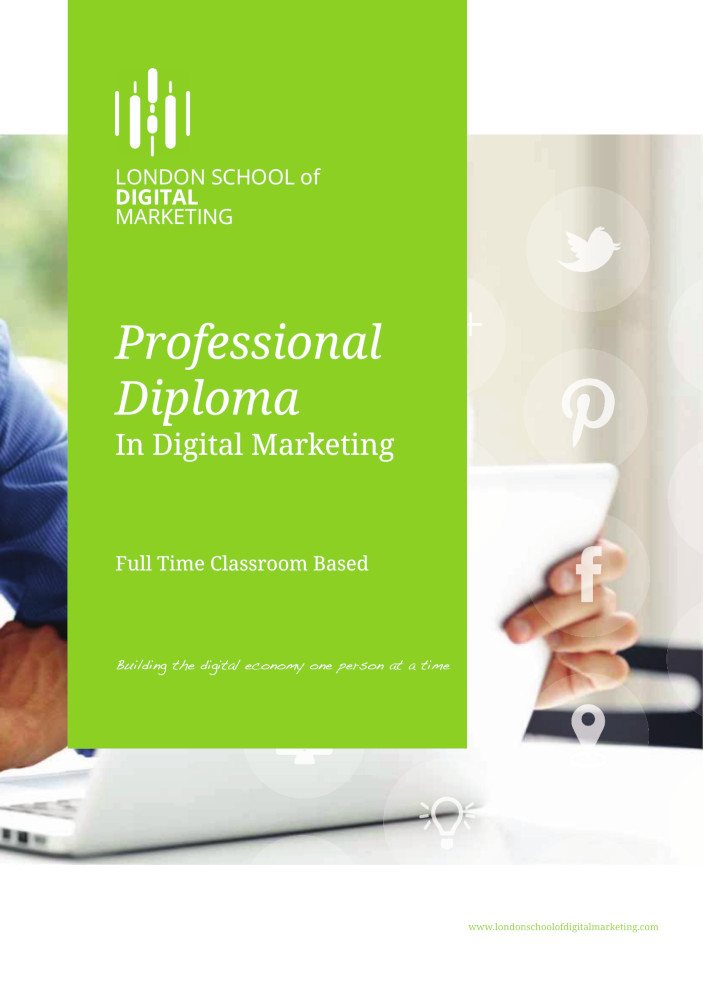 LONDON SCHOOL of
DIGITAL
MARKETING
Professional
Diploma
In Digital Marketing
Full Time Classroom Based
Building the digital economy one person at a time
www.londonschoolofdigitalmarketing.com